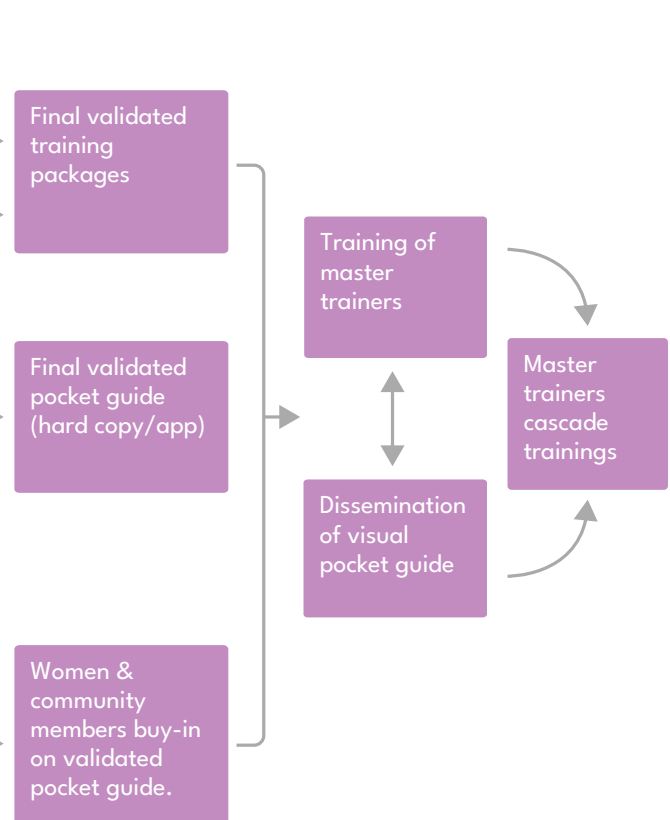 Final validated
training
packages
Final validated
pocket guide
(hard copy/app)
Women &
community
members buy-in
on validated
pocket guide.
Training of
master
trainers
Dissemination
of visual
pocket guide
Master
trainers
cascade
trainings